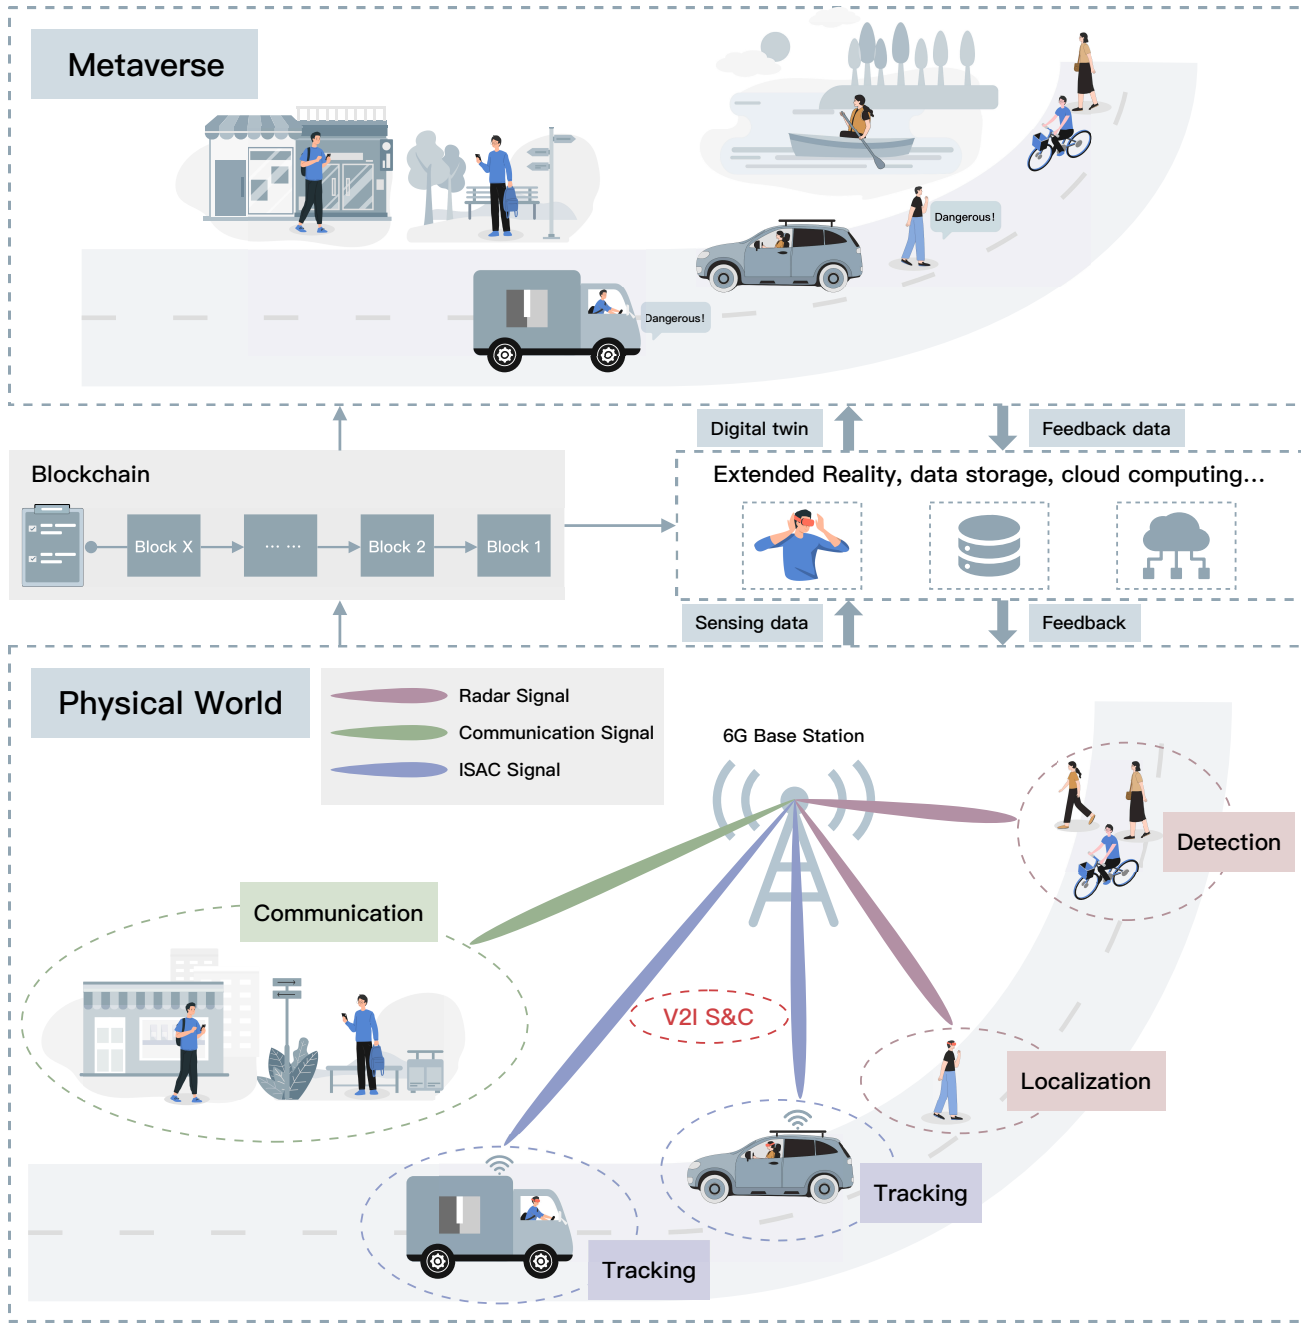 Metaverse
Dangerous!
Dangerous!
Digital twin
Feedback data
Blockchain
Extended Reality, data storage, cloud computing...
Block X
... ...
Block 2
Block 1
Sensing data
Feedback
Physical World
Radar Signal
Communication Signal
ISAC Signal
6G Base Station
Detection
Communication
V2I S&C
Localization
Tracking
Tracking